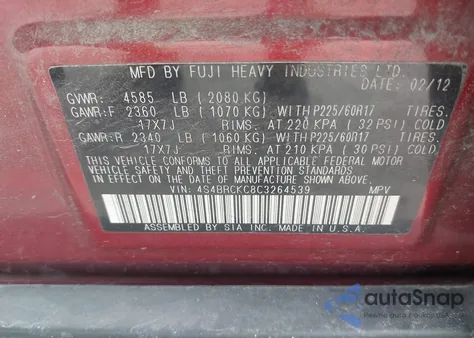 MFD BY FUJI HEAVY INDUSTRIES LTD.
DATE: 02/12
GVWR: 4585 LB (2080 KG)
GAWR:F 2360 LB (1070 KG) WITH P225/60R17 TIRES.
17X7J RIMS. AT 220 KPA (32 PSI) COLD.
GAWR:R 2340 LB (1060 KG) WITH P225/60R17 TIRES.
17X7J RIMS. AT 210 KPA (30 PSI) COLD.
THIS VEHICLE CONFORMS TO ALL APPLICABLE FEDERAL MOTOR
VEHICLE SAFETY AND THEFT PREVENTION STANDARDS IN EFFECT
ON THE DATE OF MANUFACTURE SHOWN ABOVE.
VIN: 4S4BRCKC8C3264539 MPV
ASSEMBLED BY SIA INC. MADE IN U.S.A.
autoSnap